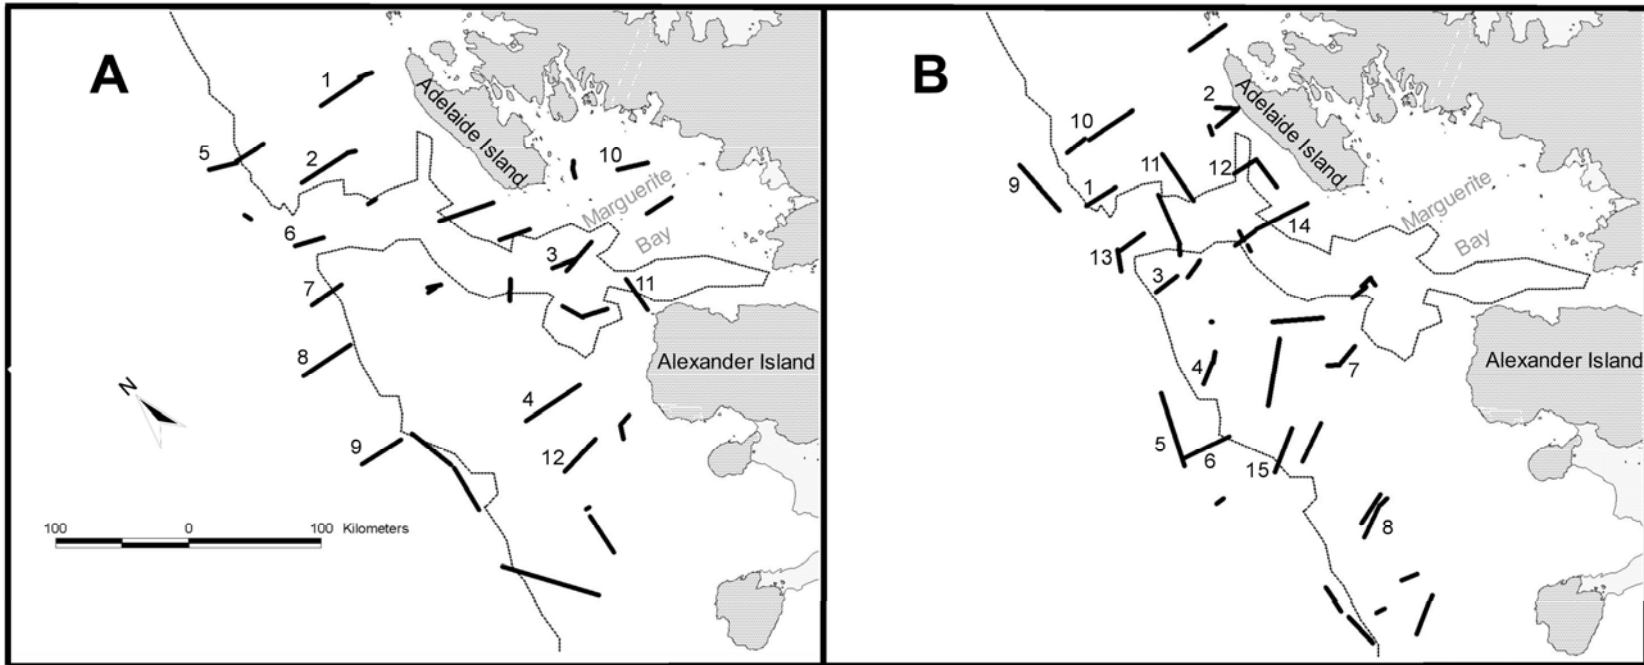 A
1
Adelaide Island
5
2
10
Marguerite
Bay
6
3
11
7
Alexander Island
8
N
4
9
12
100 0 100 Kilometers
B
2
Adelaide Island
10
11
12
9
1
Marguerite
14
Bay
13
3
Alexander Island
4
7
5
6
15
8